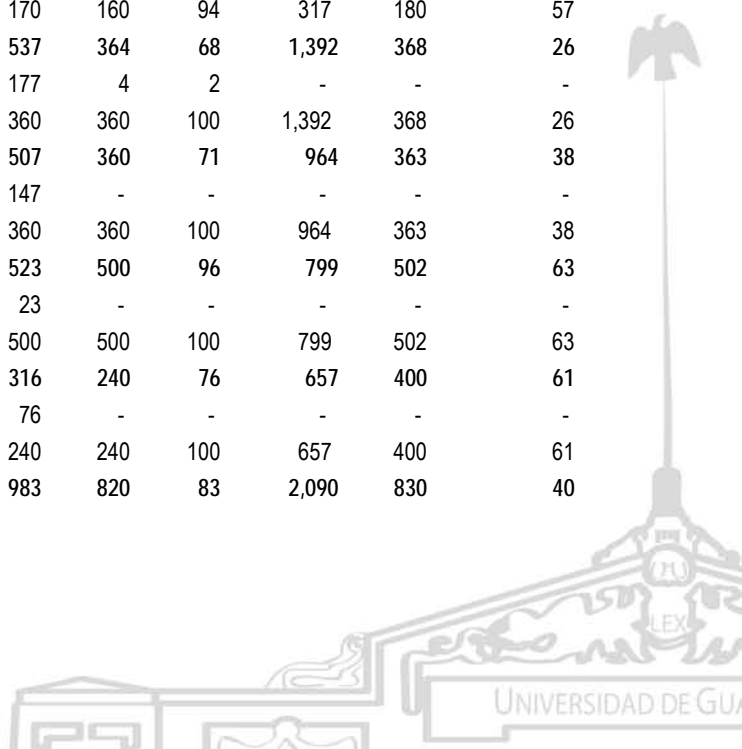 170 160 94 317 180 57
537 364 68 1,392 368 26
177 4 2 - - -
360 360 100 1,392 368 26
507 360 71 964 363 38
147 - - - - -
360 360 100 964 363 38
523 500 96 799 502 63
23 - - - - -
500 500 100 799 502 63
316 240 76 657 400 61
76 - - - - -
240 240 100 657 400 61
983 820 83 2,090 830 40
LEX
UNIVERSIDAD DE GUA